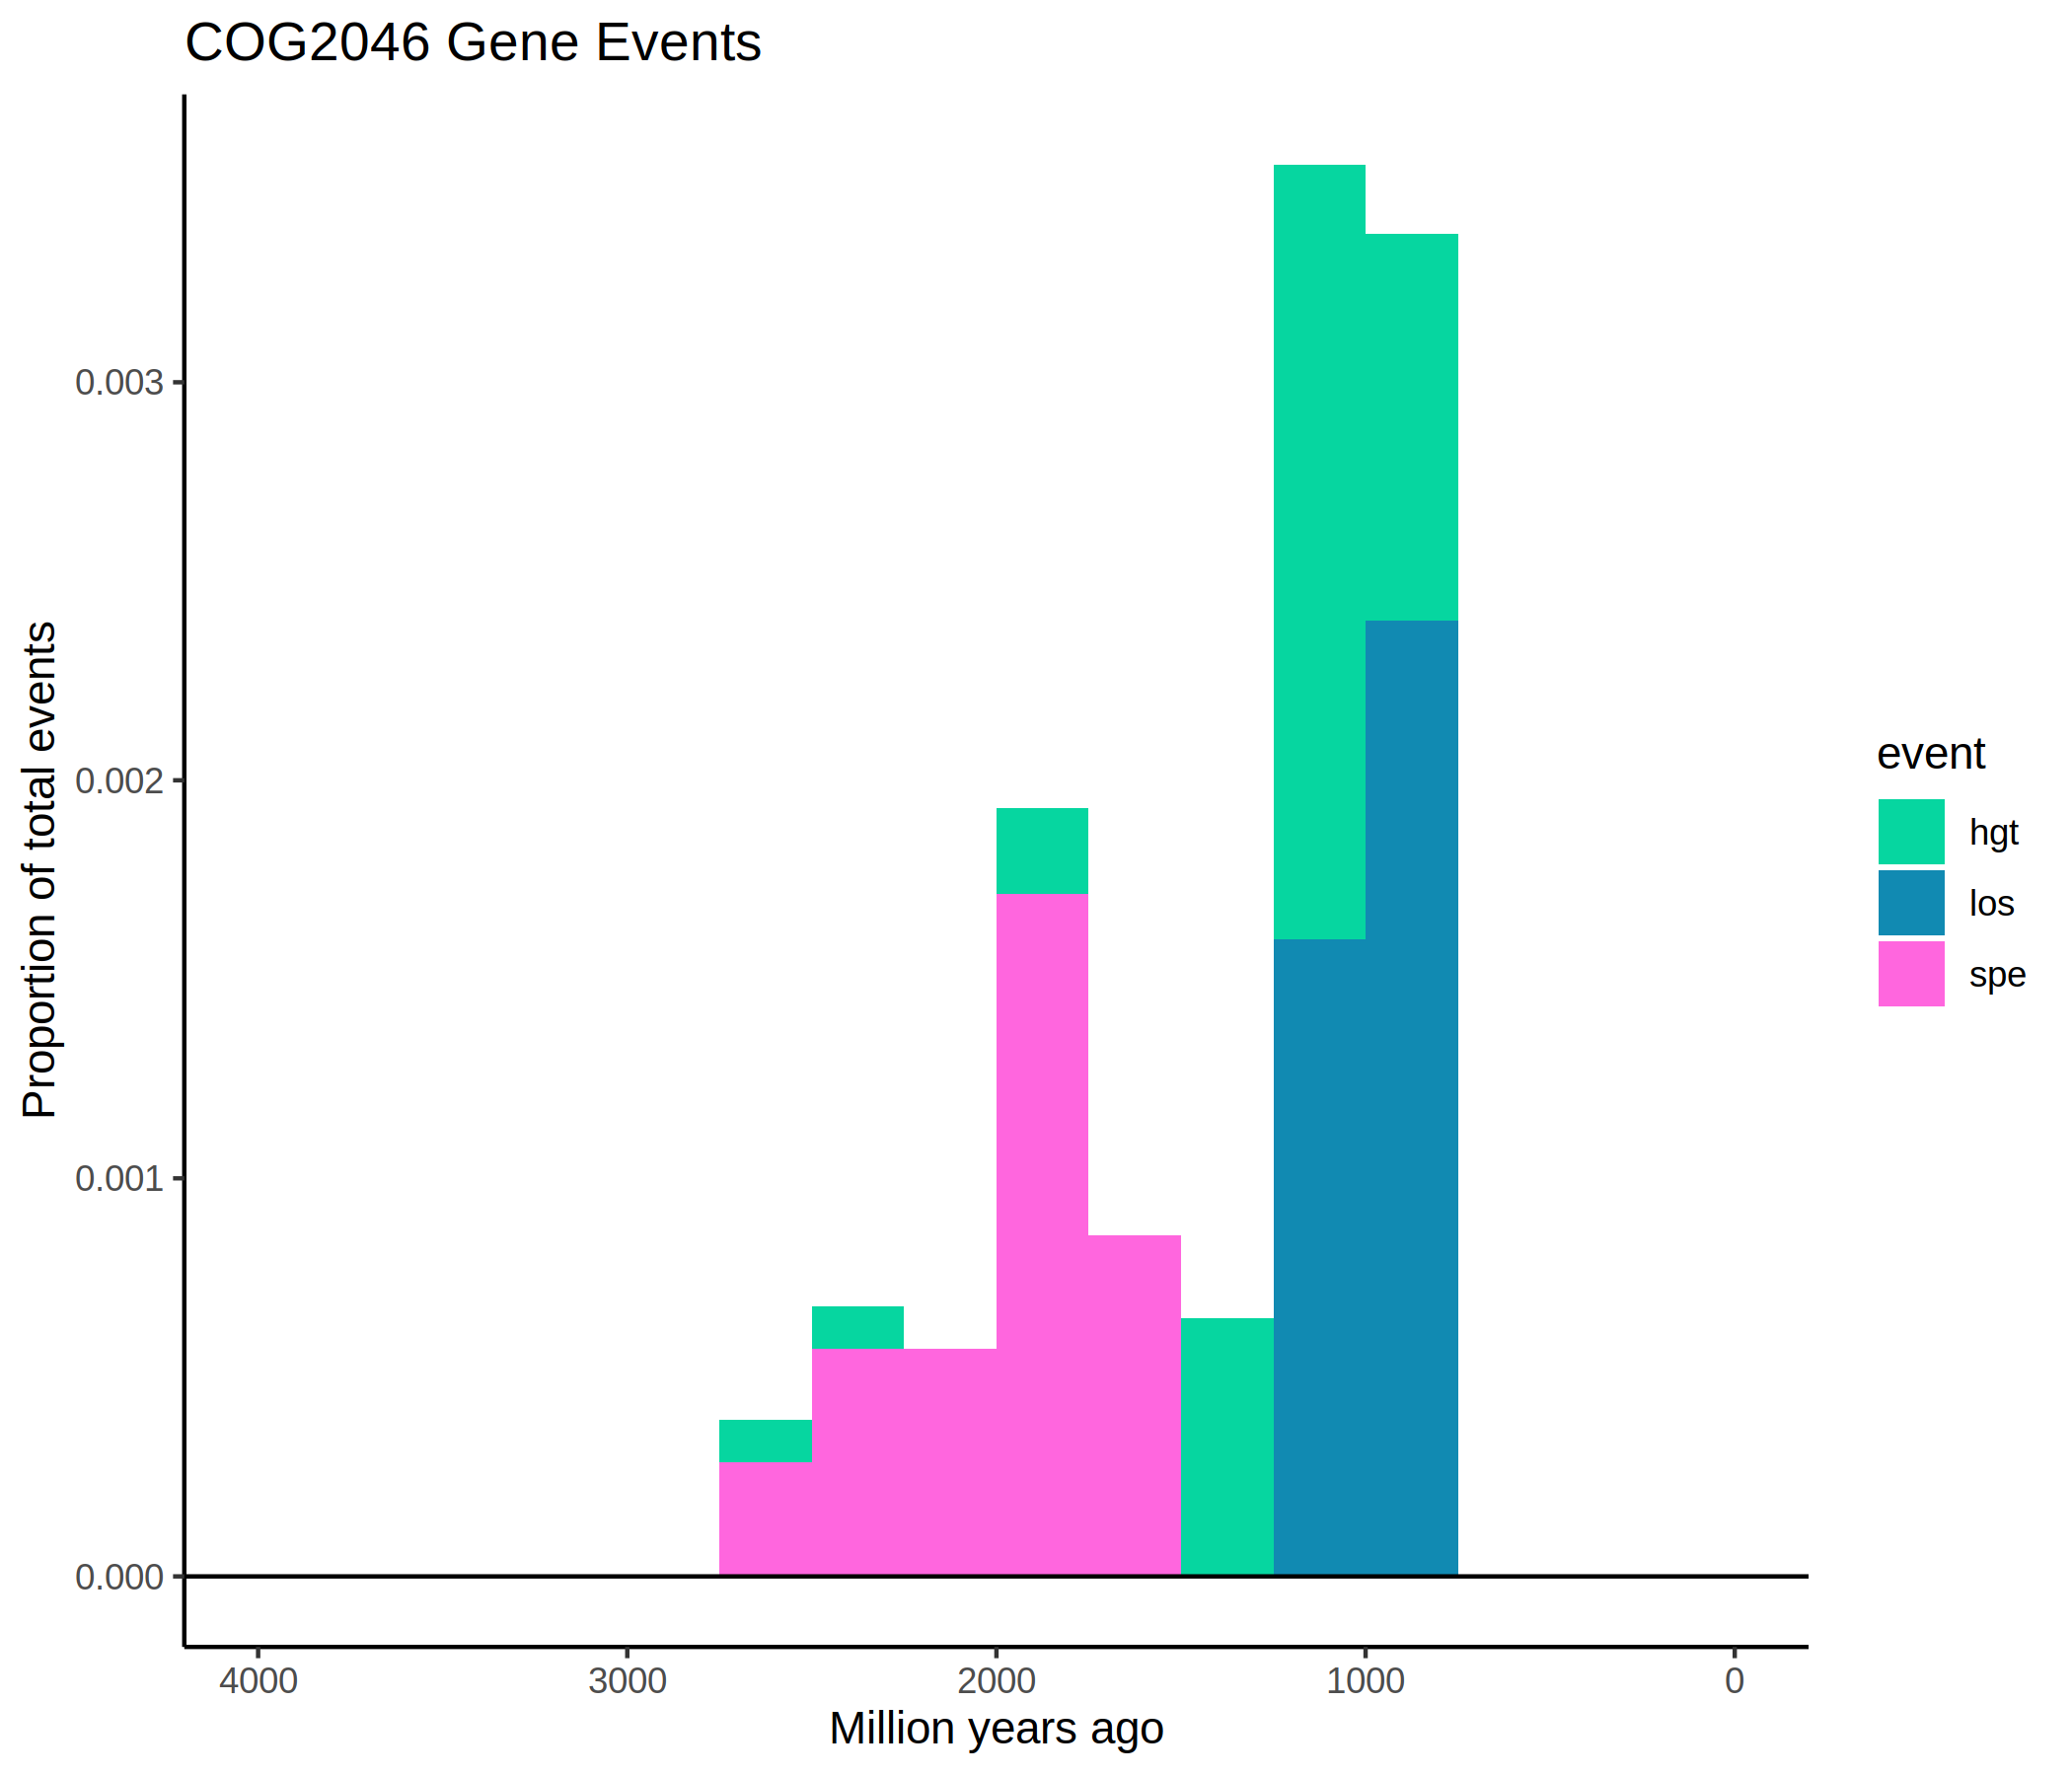 COG2046 Gene Events
Proportion of total events
0.003
0.002
0.001
0.000
4000
3000
2000
1000
0
Million years ago
event
hgt
los
spe